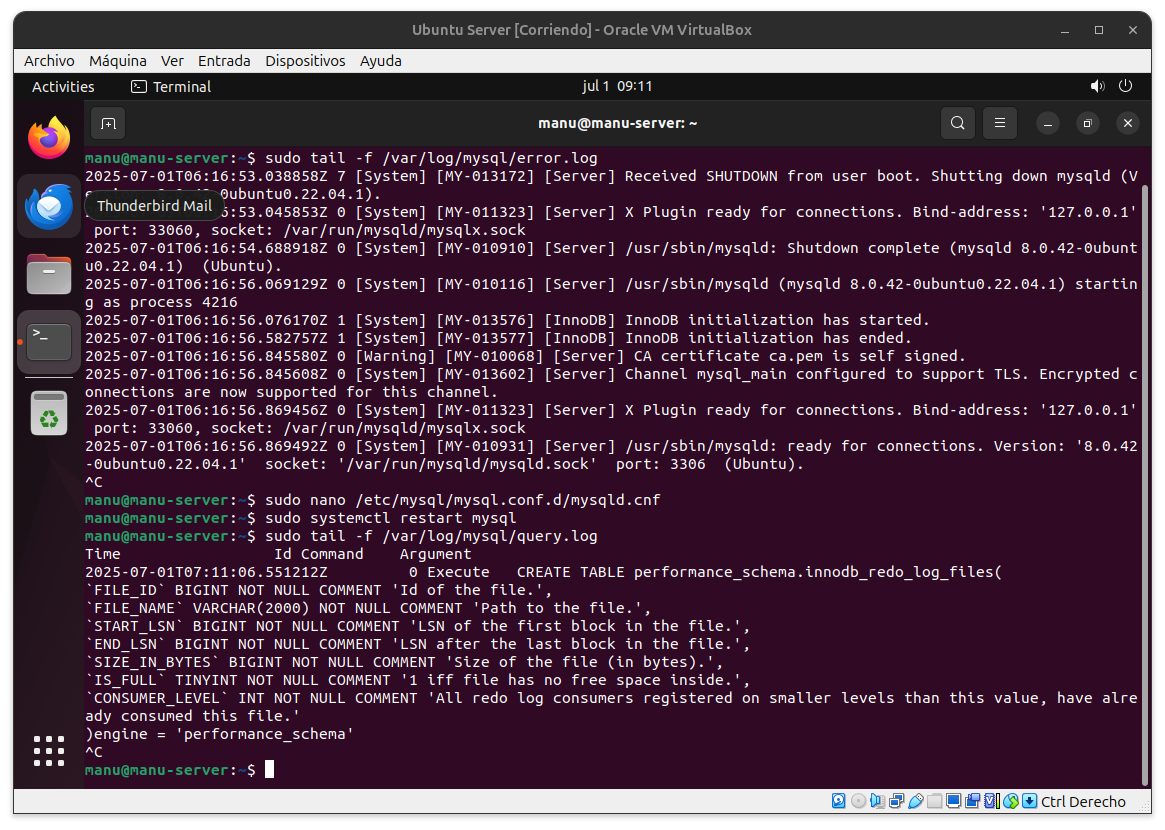 Ubuntu Server [Corriendo] - Oracle VM VirtualBox
Archivo Máquina Ver Entrada Dispositivos Ayuda
Activities Terminal jul 1 09:11
manu@manu-server: ~
manu@manu-server:~$ sudo tail -f /var/log/mysql/error.log
2025-07-01T06:16:53.038858Z 7 [System] [MY-013172] [Server] Received SHUTDOWN from user boot. Shutting down mysqld (V
0ubuntu0.22.04.1).
Thunderbird Mail
:53.045853Z 0 [System] [MY-011323] [Server] X Plugin ready for connections. Bind-address: '127.0.0.1'
port: 33060, socket: /var/run/mysqld/mysqlx.sock
2025-07-01T06:16:54.688918Z 0 [System] [MY-010910] [Server] /usr/sbin/mysqld: Shutdown complete (mysqld 8.0.42-0ubunt
u0.22.04.1)  (Ubuntu).
2025-07-01T06:16:56.069129Z 0 [System] [MY-010116] [Server] /usr/sbin/mysqld (mysqld 8.0.42-0ubuntu0.22.04.1) startin
g as process 4216
2025-07-01T06:16:56.076170Z 1 [System] [MY-013576] [InnoDB] InnoDB initialization has started.
2025-07-01T06:16:56.582757Z 1 [System] [MY-013577] [InnoDB] InnoDB initialization has ended.
2025-07-01T06:16:56.845580Z 0 [Warning] [MY-010068] [Server] CA certificate ca.pem is self signed.
2025-07-01T06:16:56.845608Z 0 [System] [MY-013602] [Server] Channel mysql_main configured to support TLS. Encrypted c
onnections are now supported for this channel.
2025-07-01T06:16:56.869456Z 0 [System] [MY-011323] [Server] X Plugin ready for connections. Bind-address: '127.0.0.1'
port: 33060, socket: /var/run/mysqld/mysqlx.sock
2025-07-01T06:16:56.869492Z 0 [System] [MY-010931] [Server] /usr/sbin/mysqld: ready for connections. Version: '8.0.42
-0ubuntu0.22.04.1'  socket: '/var/run/mysqld/mysqld.sock'  port: 3306  (Ubuntu).
^C
manu@manu-server:~$ sudo nano /etc/mysql/mysql.conf.d/mysqld.cnf
manu@manu-server:~$ sudo systemctl restart mysql
manu@manu-server:~$ sudo tail -f /var/log/mysql/query.log
Time                 Id Command    Argument
2025-07-01T07:11:06.551212Z         0 Execute   CREATE TABLE performance_schema.innodb_redo_log_files(
`FILE_ID` BIGINT NOT NULL COMMENT 'Id of the file.',
`FILE_NAME` VARCHAR(2000) NOT NULL COMMENT 'Path to the file.',
`START_LSN` BIGINT NOT NULL COMMENT 'LSN of the first block in the file.',
`END_LSN` BIGINT NOT NULL COMMENT 'LSN after the last block in the file.',
`SIZE_IN_BYTES` BIGINT NOT NULL COMMENT 'Size of the file (in bytes).',
`IS_FULL` TINYINT NOT NULL COMMENT '1 iff file has no free space inside.',
`CONSUMER_LEVEL` INT NOT NULL COMMENT 'All redo log consumers registered on smaller levels than this value, have alre
ady consumed this file.'
)engine = 'performance_schema'
^C
manu@manu-server:~$
Ctrl Derecho